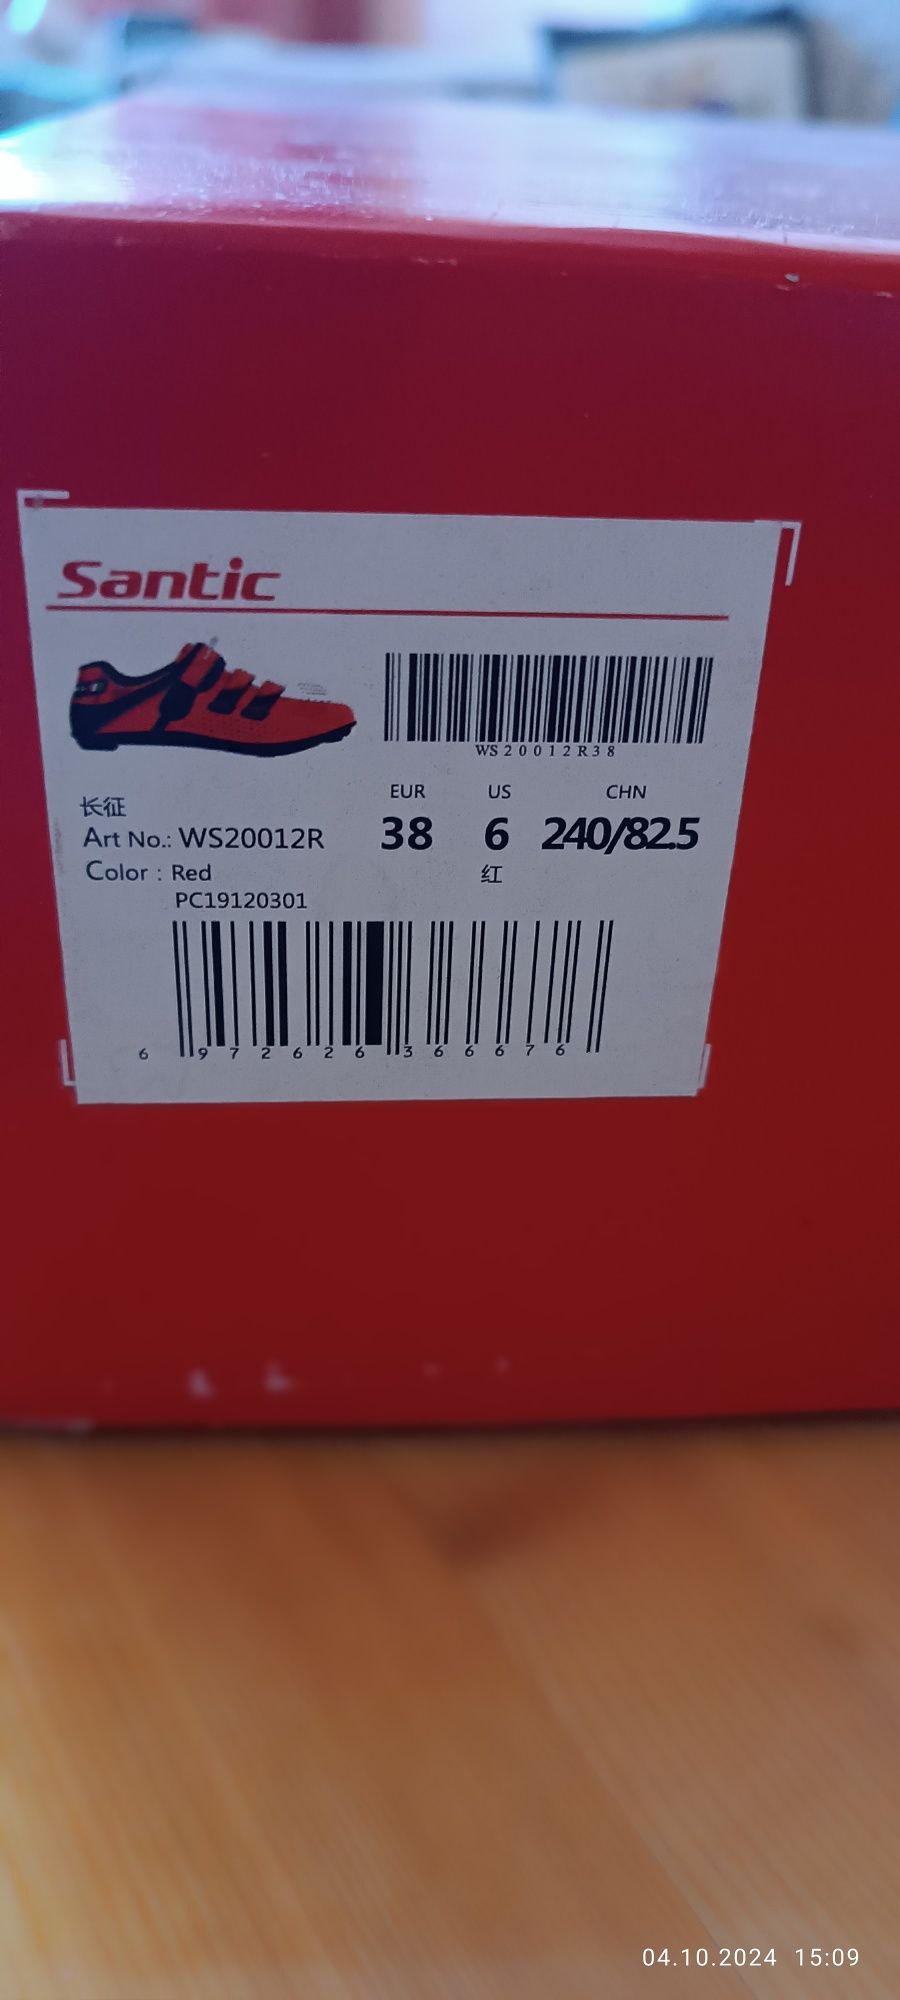 Santic
WS20012R38
EUR US CHN
长征
Art No.: WS20012R 38 6 240/82.5
Color : Red 红
PC19120301
6 972626 366676
04.10.2024 15:09